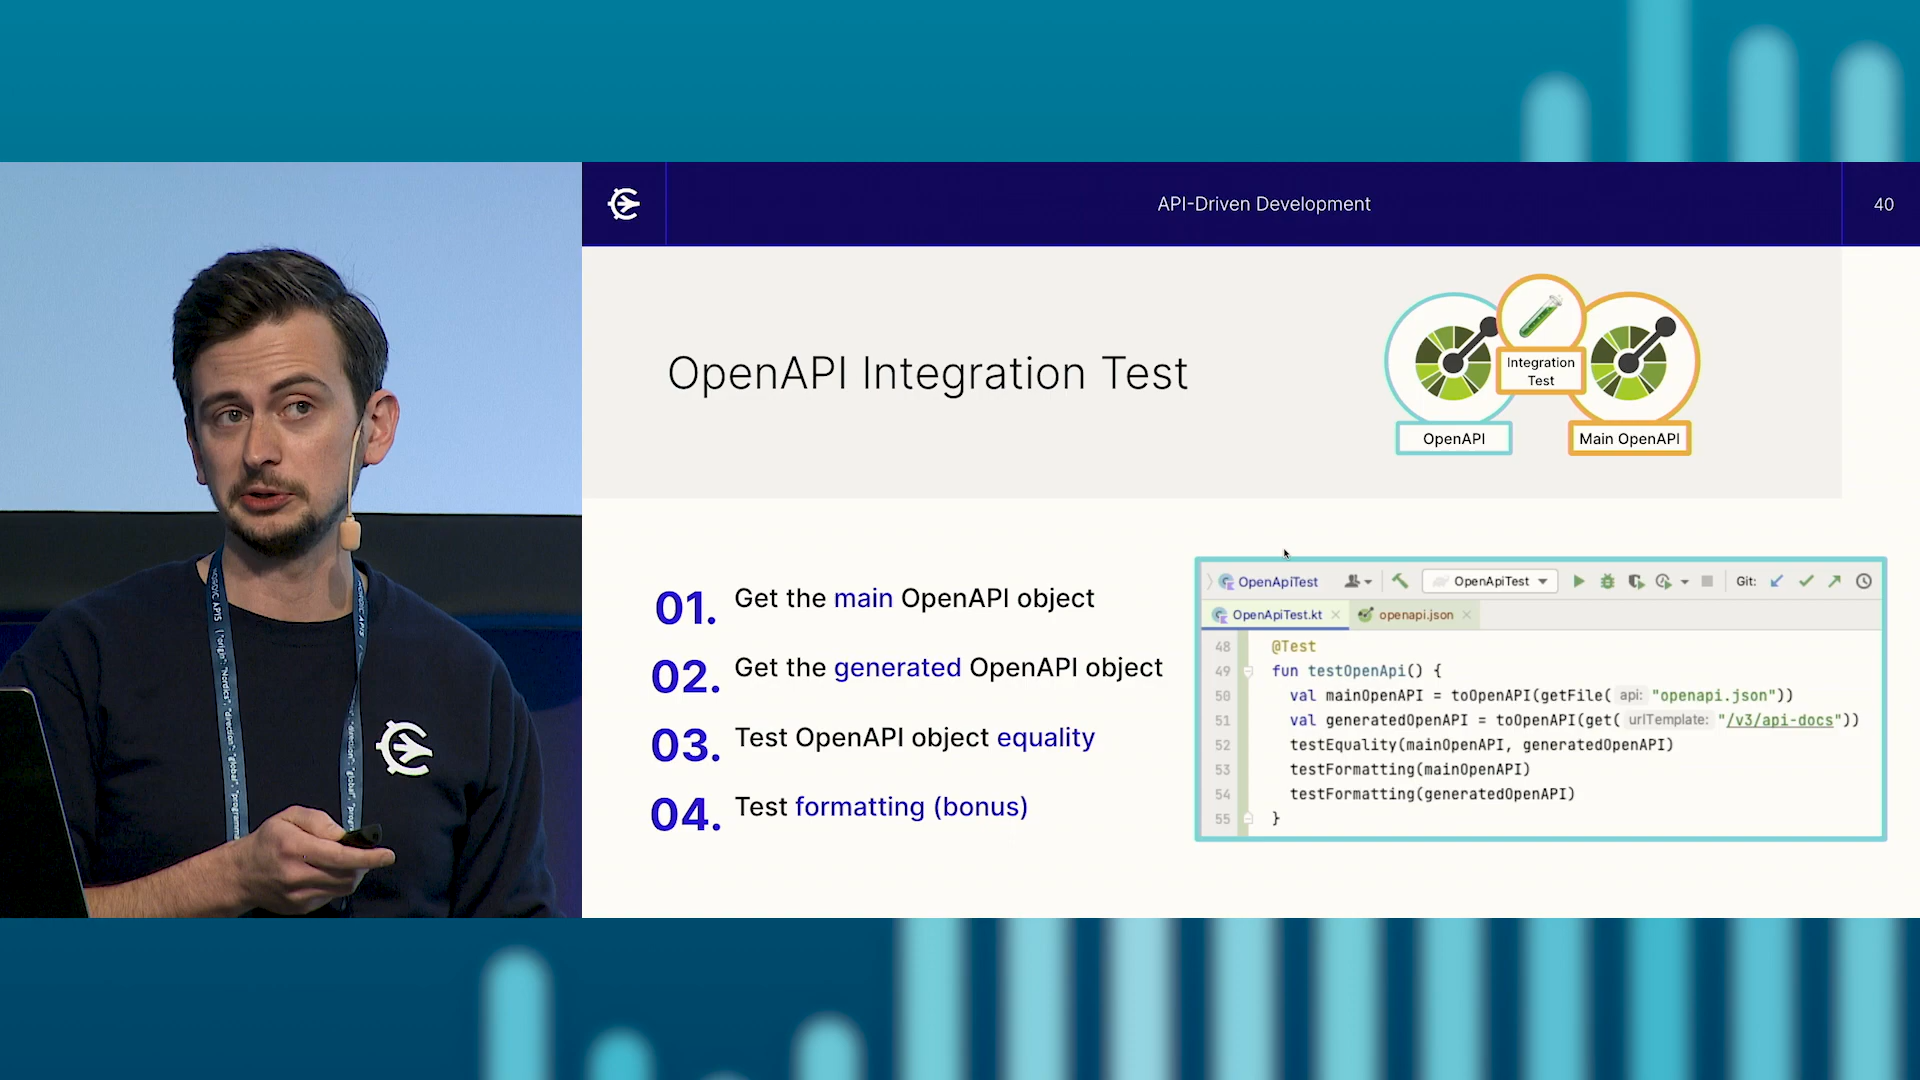 API-Driven Development
40
OpenAPI Integration Test
Integration
Test
OpenAPI
Main OpenAPI
01. Get the main OpenAPI object
02. Get the generated OpenAPI object
03. Test OpenAPI object equality
04. Test formatting (bonus)
OpenApiTest
OpenApiTest
Git:
OpenApiTest.kt
openapi.json
48 @Test
49 fun testOpenApi() {
50 val mainOpenAPI = toOpenAPI(getFile( api: "openapi.json"))
51 val generatedOpenAPI = toOpenAPI(get( urlTemplate: "/v3/api-docs"))
52 testEquality(mainOpenAPI, generatedOpenAPI)
53 testFormatting(mainOpenAPI)
54 testFormatting(generatedOpenAPI)
55 }